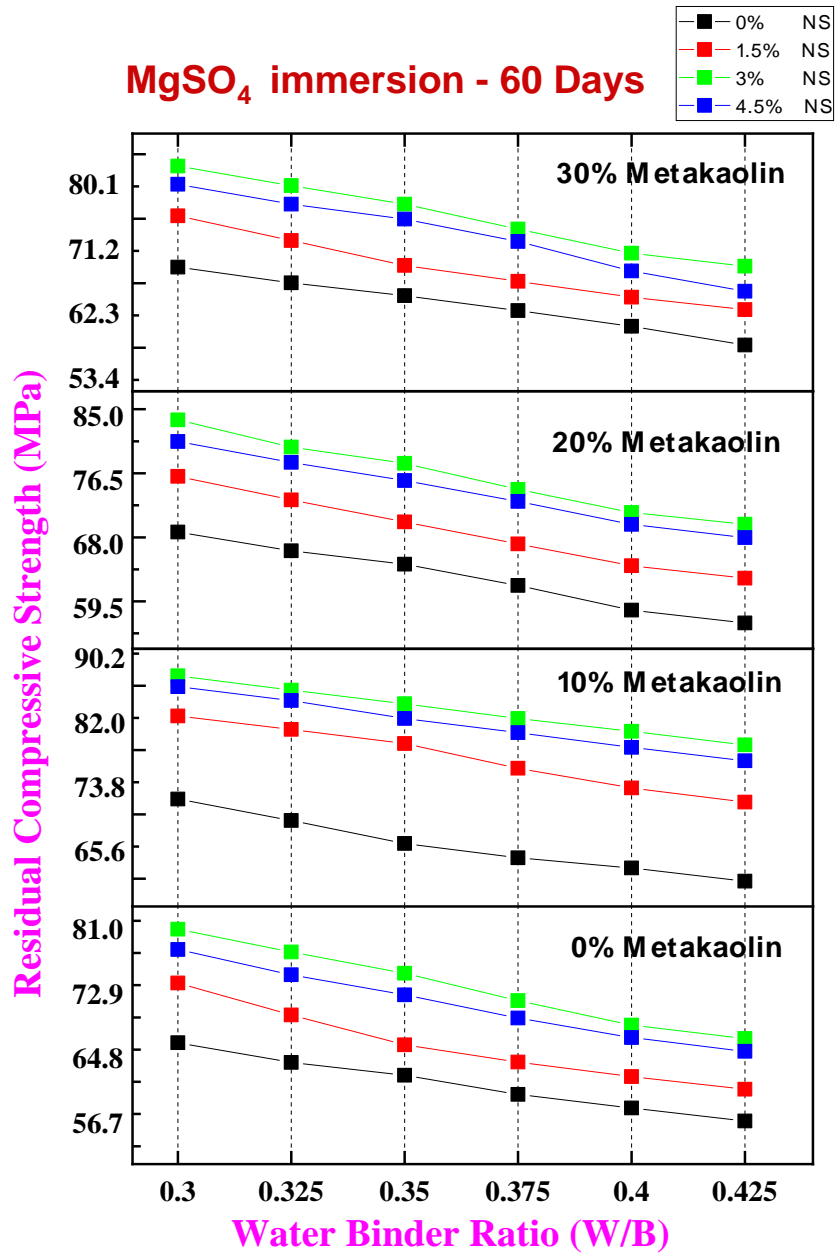 0% NS
1.5% NS
3% NS
4.5% NS
MgSO₄ immersion - 60 Days
30% Metakaolin
80.1
71.2
62.3
53.4
20% Metakaolin
85.0
76.5
68.0
59.5
10% Metakaolin
90.2
82.0
73.8
65.6
0% Metakaolin
81.0
72.9
64.8
56.7
Residual Compressive Strength (MPa)
0.3 0.325 0.35 0.375 0.4 0.425
Water Binder Ratio (W/B)